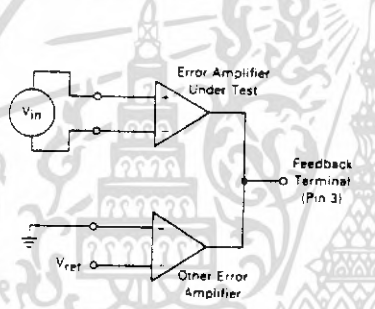 Error Amplifier
Under Test
Vin
+
−
Feedback
Terminal
(Pin 3)
−
Vref
+
Other Error
Amplifier